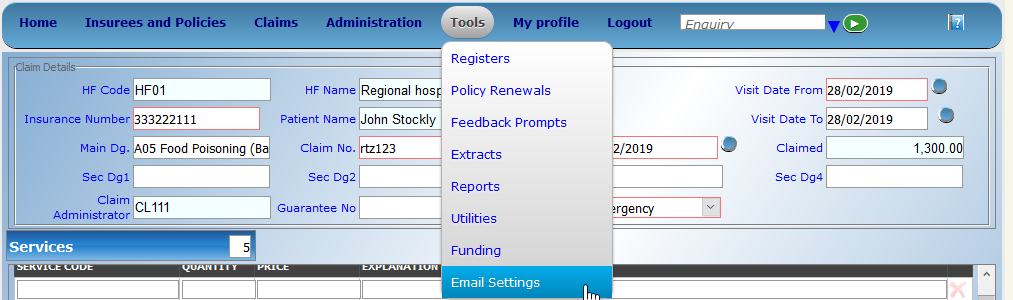 Home Insurees and Policies Claims Administration Tools My profile Logout Enquiry ?
Claim Details
Registers
HF Code HF01 HF Name Regional hosp Visit Date From 28/02/2019
Policy Renewals
Insurance Number 333222111 Patient Name John Stockly Visit Date To 28/02/2019
Feedback Prompts
Main Dg. A05 Food Poisoning (Ba Claim No. rtz123 /2019 Claimed 1,300.00
Extracts
Sec Dg1 Sec Dg2 Sec Dg4
Reports
Claim Administrator CL111 Guarantee No ergency
Utilities
Services 5
Funding
SERVICE CODE QUANTITY PRICE EXPLANATION
Email Settings